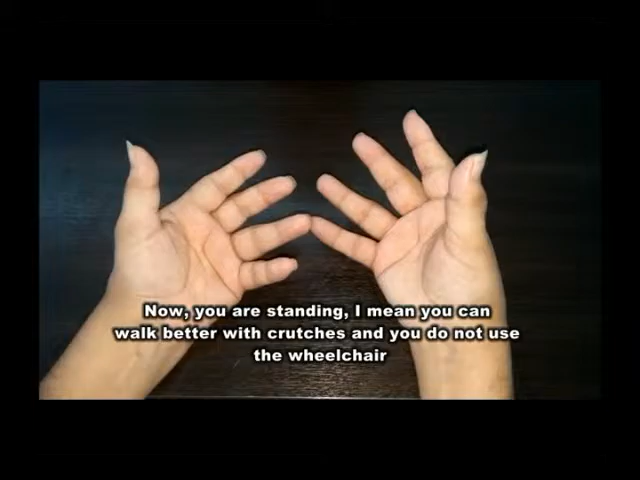 Now, you are standing, I mean you can
walk better with crutches and you do not use
the wheelchair